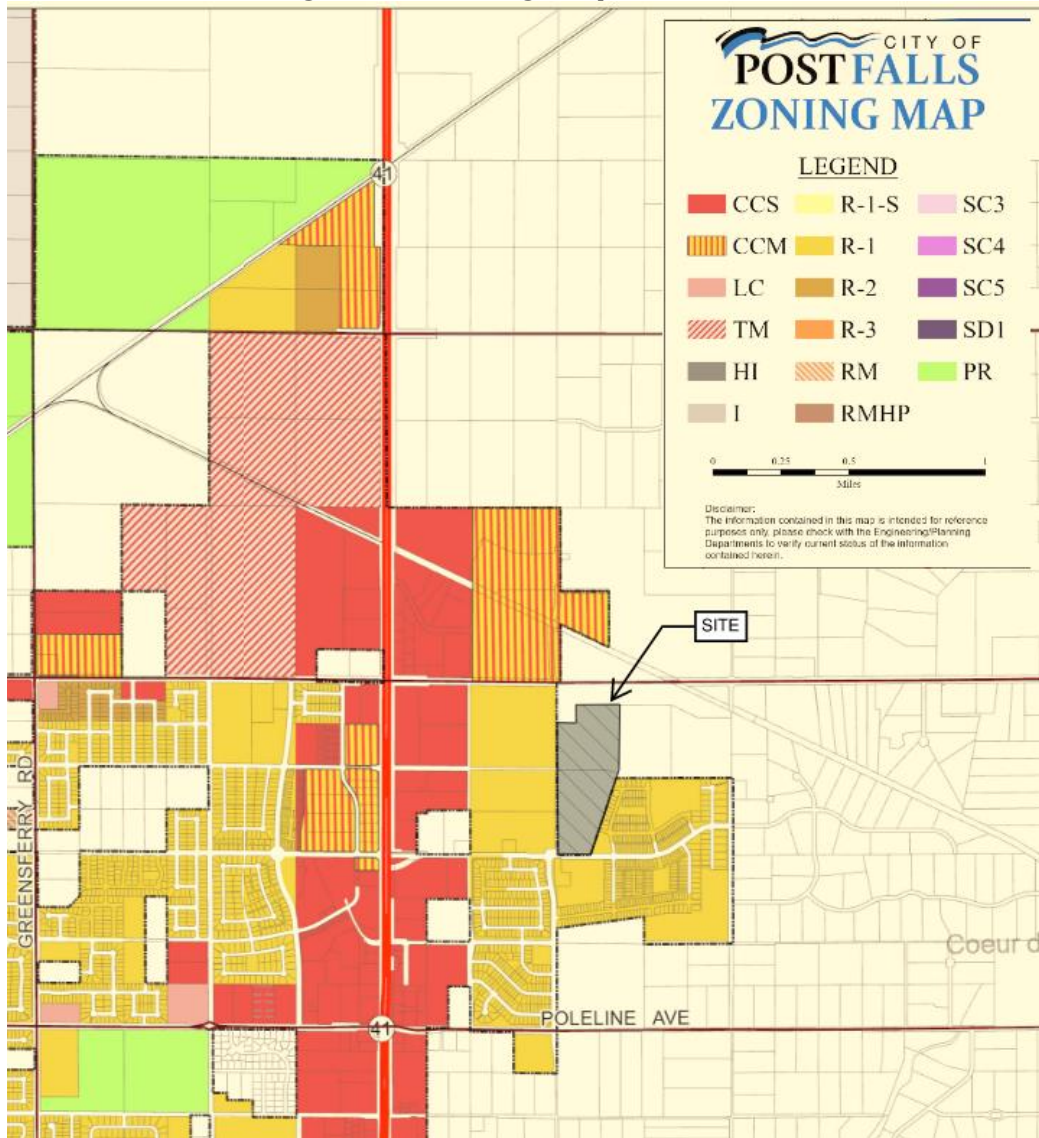 CITY OF
POST FALLS
ZONING MAP
LEGEND
CCS
CCM
LC
TM
HI
I
R-1-S
R-1
R-2
R-3
RM
RMHP
SC3
SC4
SC5
SD1
PR
0 0.25 0.5 1
Miles
Disclaimer:
The information contained in this map is intended for reference
purposes only, please check with the Engineering/Planning
Departments to verify current status of the information
contained herein.
41
SITE
GREENSFERRY RD
Coeur d
POLELINE AVE
41